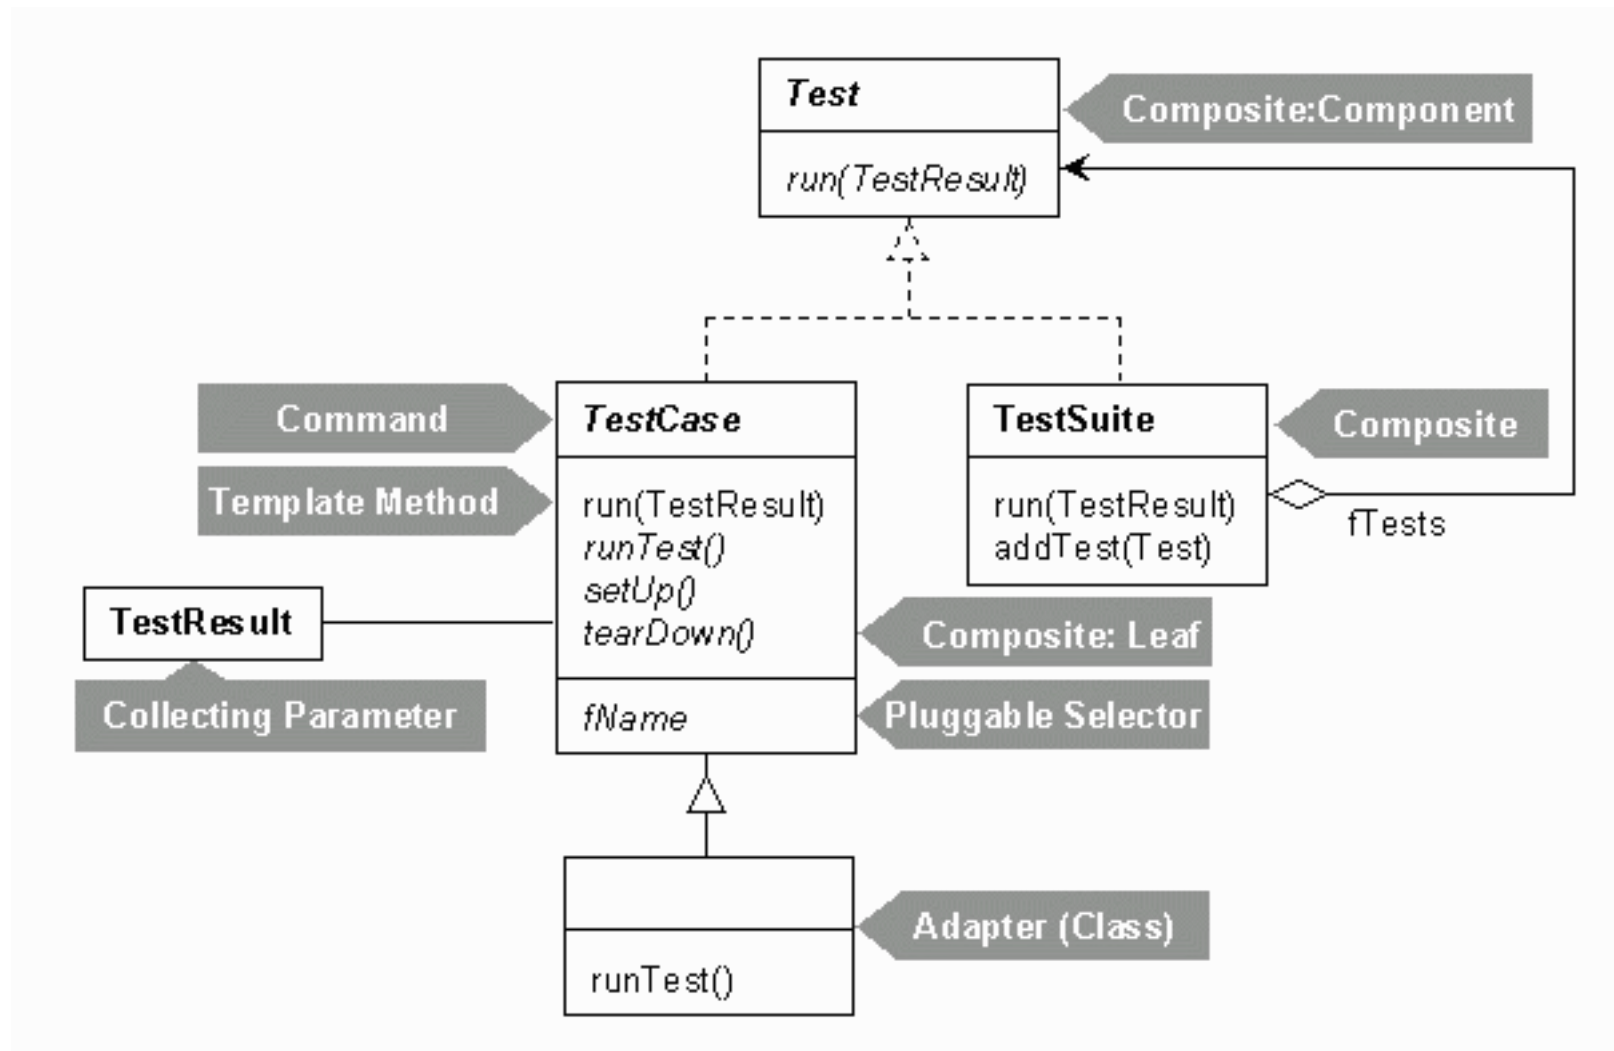 Test
Composite:Component
run(TestResult)
Command
TestCase
TestSuite
Composite
Template Method
run(TestResult)
runTest()
setUp()
tearDown()
run(TestResult)
addTest(Test)
fTests
TestResult
Composite: Leaf
Collecting Parameter
fName
Pluggable Selector
Adapter (Class)
runTest()